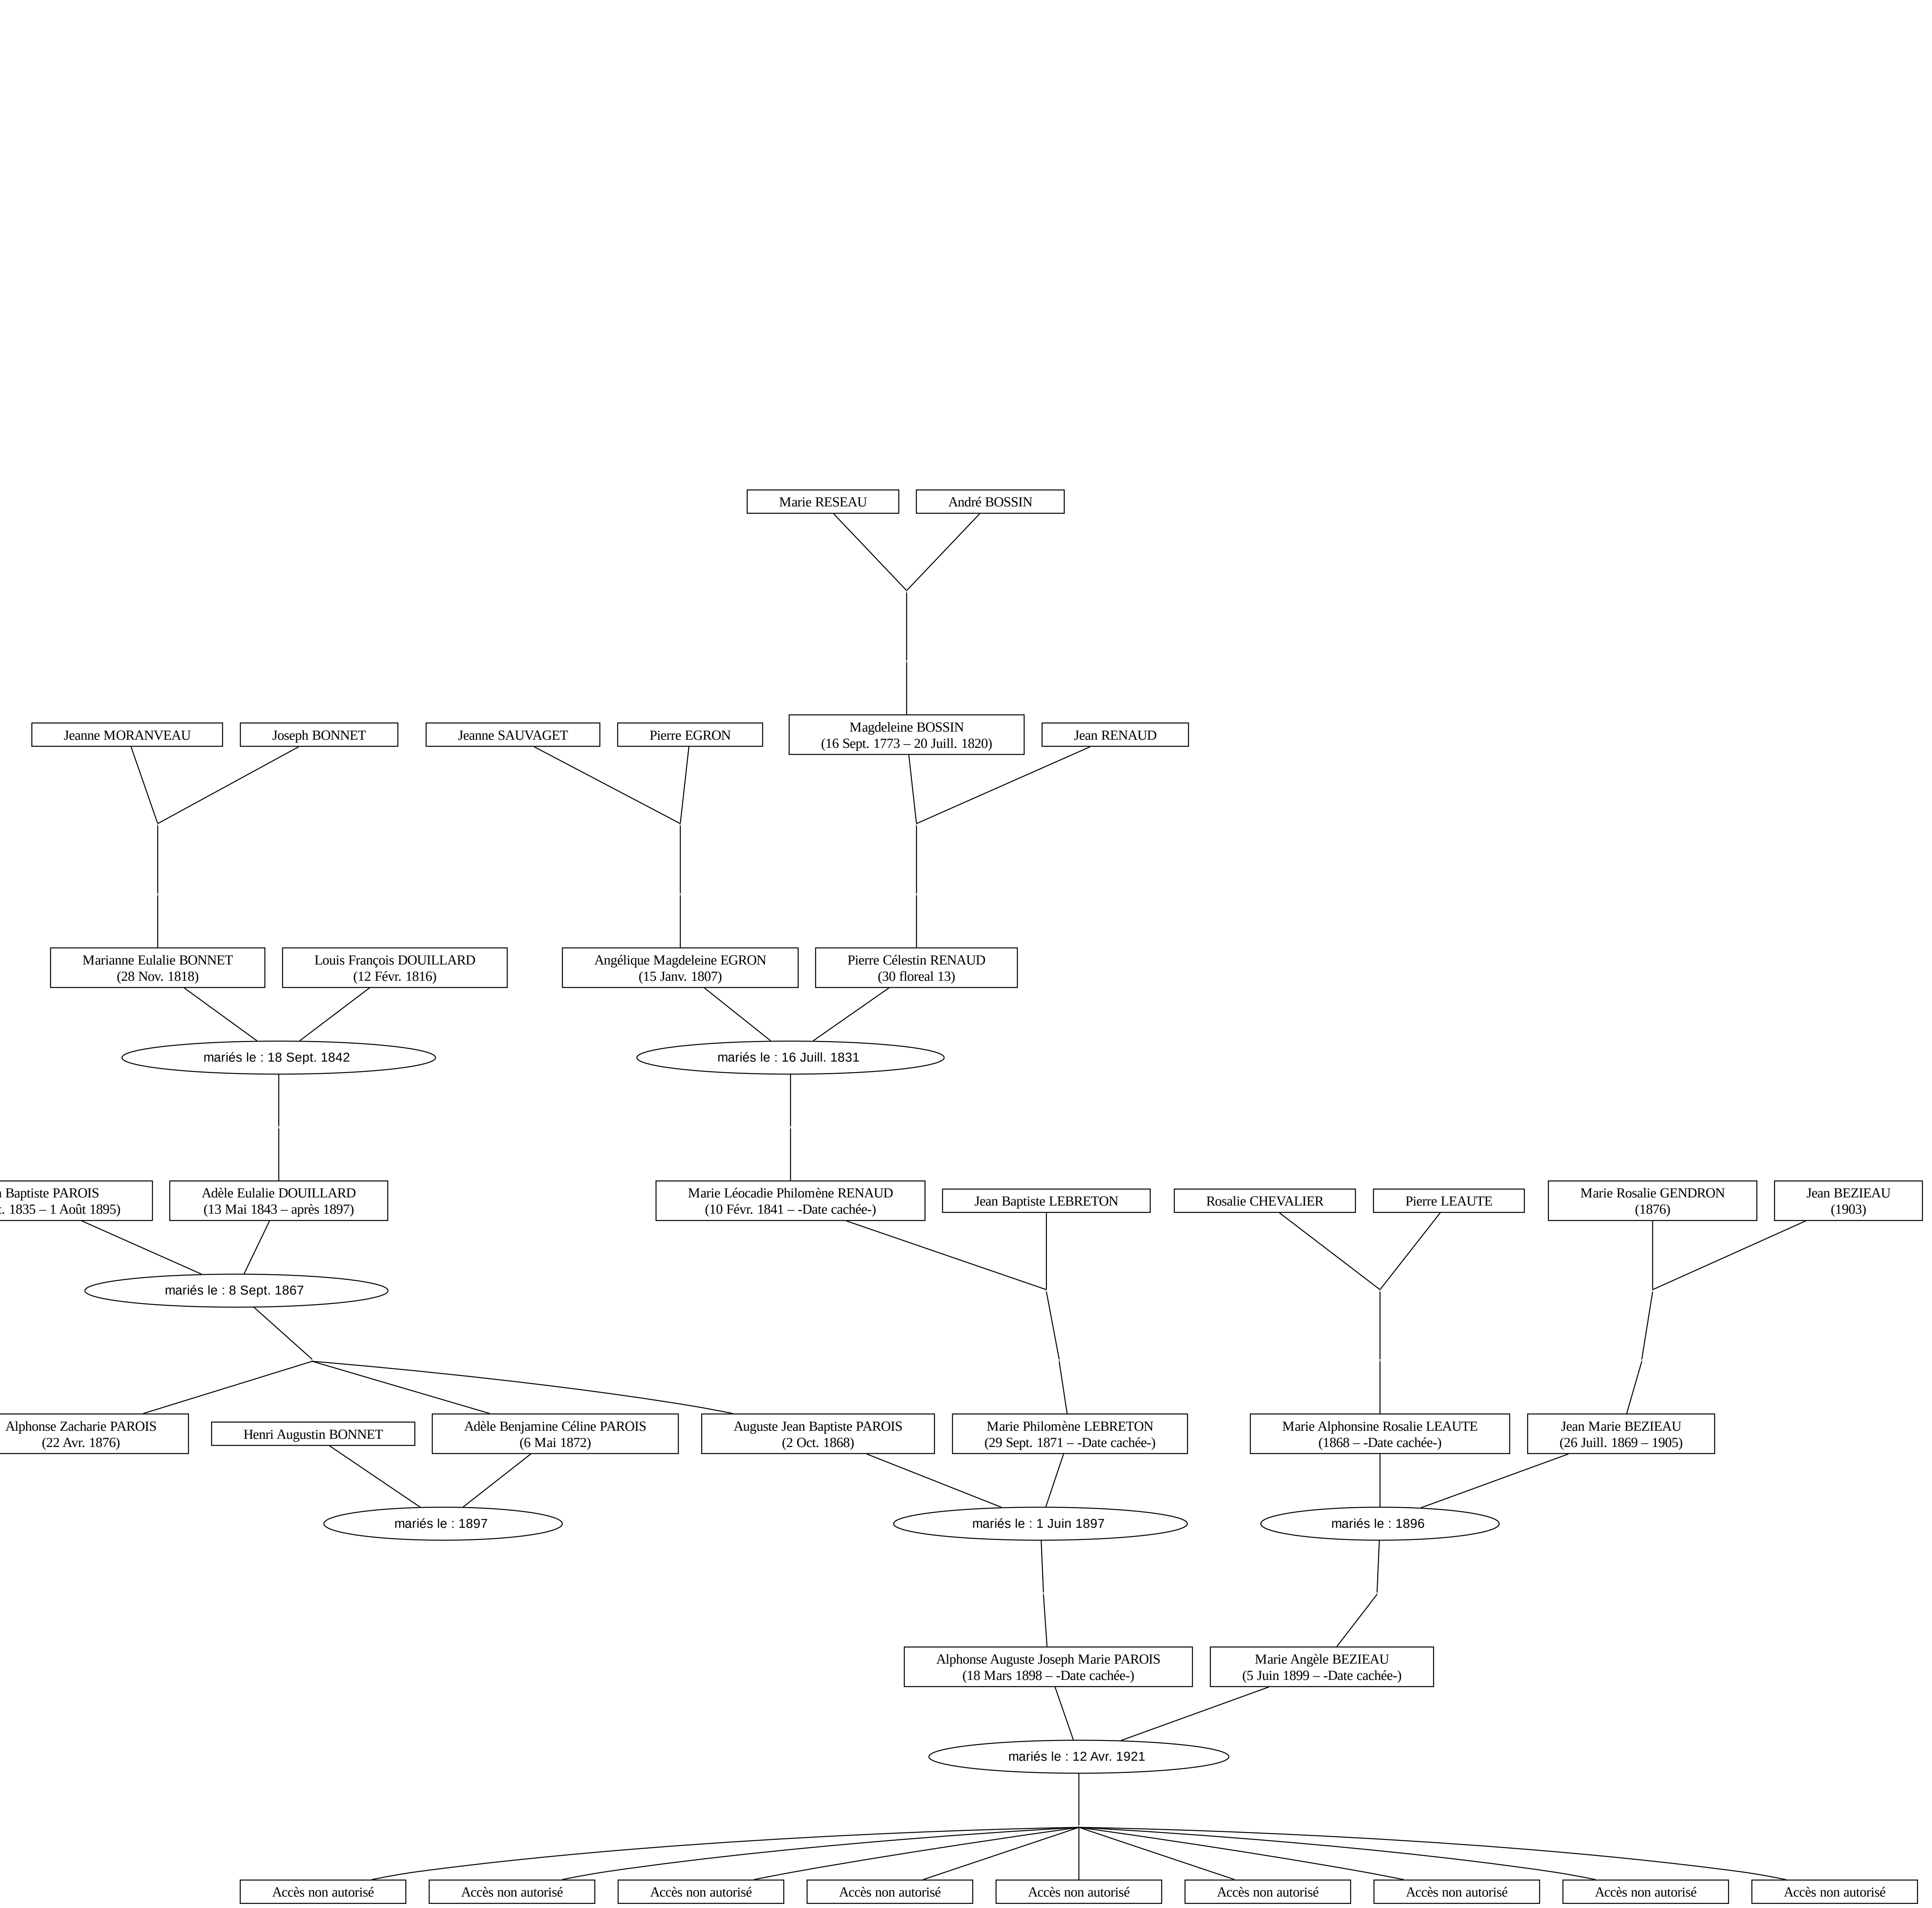 Marie RESEAU
André BOSSIN
Jeanne MORANVEAU
Joseph BONNET
Jeanne SAUVAGET
Pierre EGRON
Magdeleine BOSSIN
(16 Sept. 1773 – 20 Juill. 1820)
Jean RENAUD
Marianne Eulalie BONNET
(28 Nov. 1818)
Louis François DOUILLARD
(12 Févr. 1816)
Angélique Magdeleine EGRON
(15 Janv. 1807)
Pierre Célestin RENAUD
(30 floreal 13)
mariés le : 18 Sept. 1842
mariés le : 16 Juill. 1831
Baptiste PAROIS
1835 – 1 Août 1895)
Adèle Eulalie DOUILLARD
(13 Mai 1843 – après 1897)
Marie Léocadie Philomène RENAUD
(10 Févr. 1841 – -Date cachée-)
Jean Baptiste LEBRETON
Rosalie CHEVALIER
Pierre LEAUTE
Marie Rosalie GENDRON
(1876)
Jean BEZIEAU
(1903)
mariés le : 8 Sept. 1867
Alphonse Zacharie PAROIS
(22 Avr. 1876)
Henri Augustin BONNET
Adèle Benjamine Céline PAROIS
(6 Mai 1872)
Auguste Jean Baptiste PAROIS
(2 Oct. 1868)
Marie Philomène LEBRETON
(29 Sept. 1871 – -Date cachée-)
Marie Alphonsine Rosalie LEAUTE
(1868 – -Date cachée-)
Jean Marie BEZIEAU
(26 Juill. 1869 – 1905)
mariés le : 1897
mariés le : 1 Juin 1897
mariés le : 1896
Alphonse Auguste Joseph Marie PAROIS
(18 Mars 1898 – -Date cachée-)
Marie Angèle BEZIEAU
(5 Juin 1899 – -Date cachée-)
mariés le : 12 Avr. 1921
Accès non autorisé
Accès non autorisé
Accès non autorisé
Accès non autorisé
Accès non autorisé
Accès non autorisé
Accès non autorisé
Accès non autorisé
Accès non autorisé